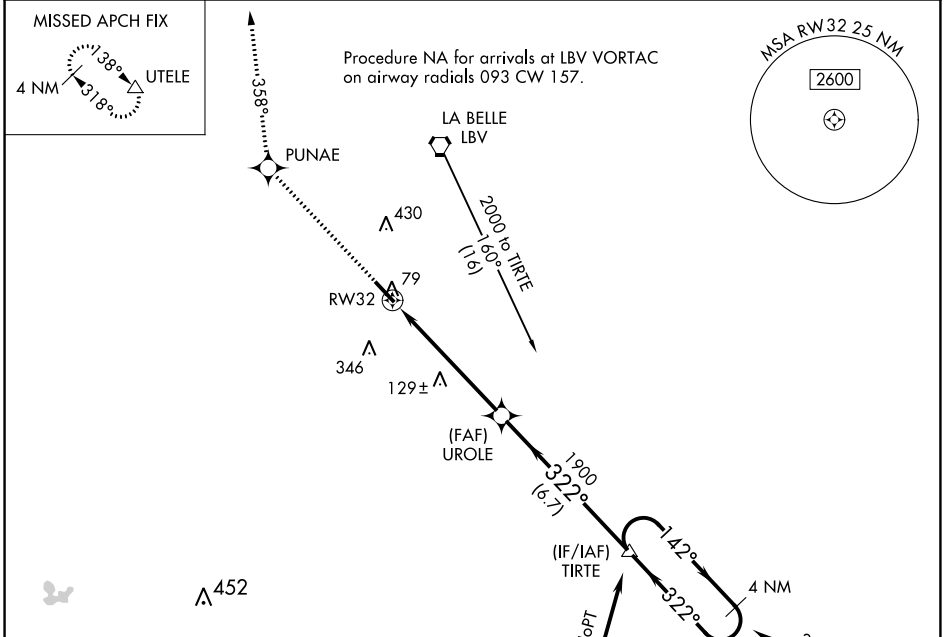 MISSED APCH FIX
138°
UTELE
4 NM
318°
358°
Procedure NA for arrivals at LBV VORTAC
on airway radials 093 CW 157.
MSA RW32 25 NM
2600
LA BELLE
LBV
PUNAE
2000 to TIRTE
160°
(16)
430
79
RW32
346
129±
(FAF)
UROLE
1900
322°
(6.7)
(IF/IAF)
TIRTE
142°
4 NM
322°
452
NoPT